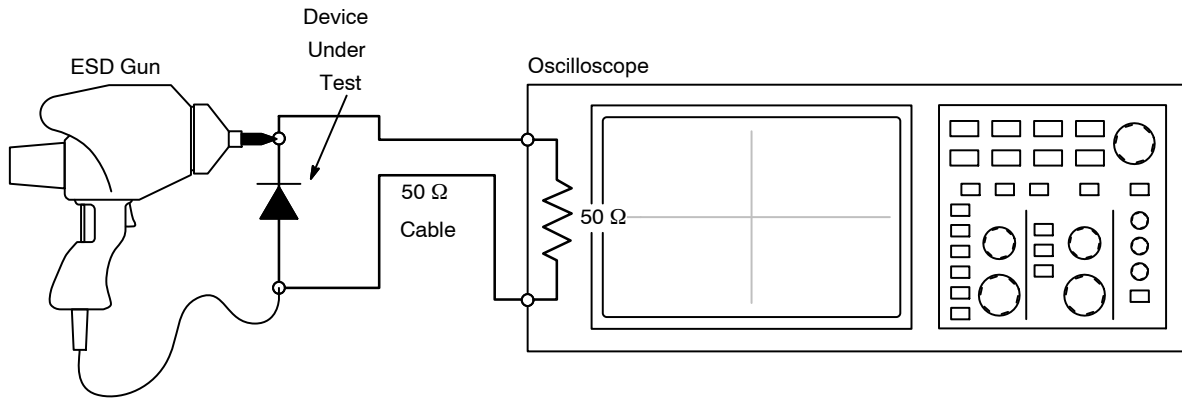 Device
Under
Test
ESD Gun
Oscilloscope
50 Ω
Cable
50 Ω